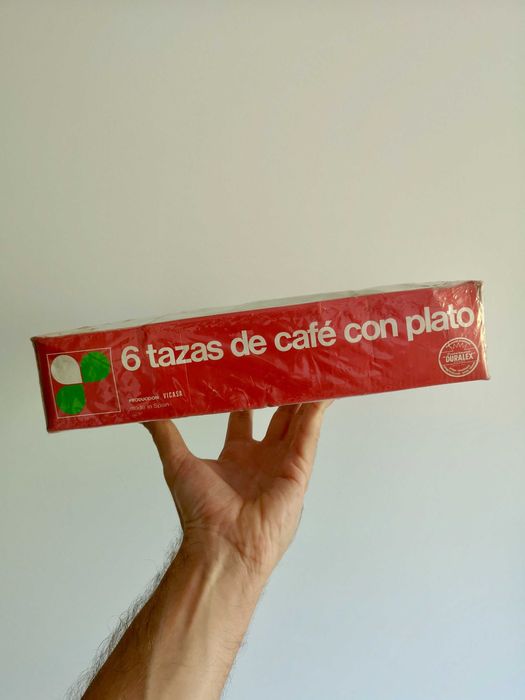 6 tazas de café con plato
PRODUCCION VICASA
made in Spain
DURALEX